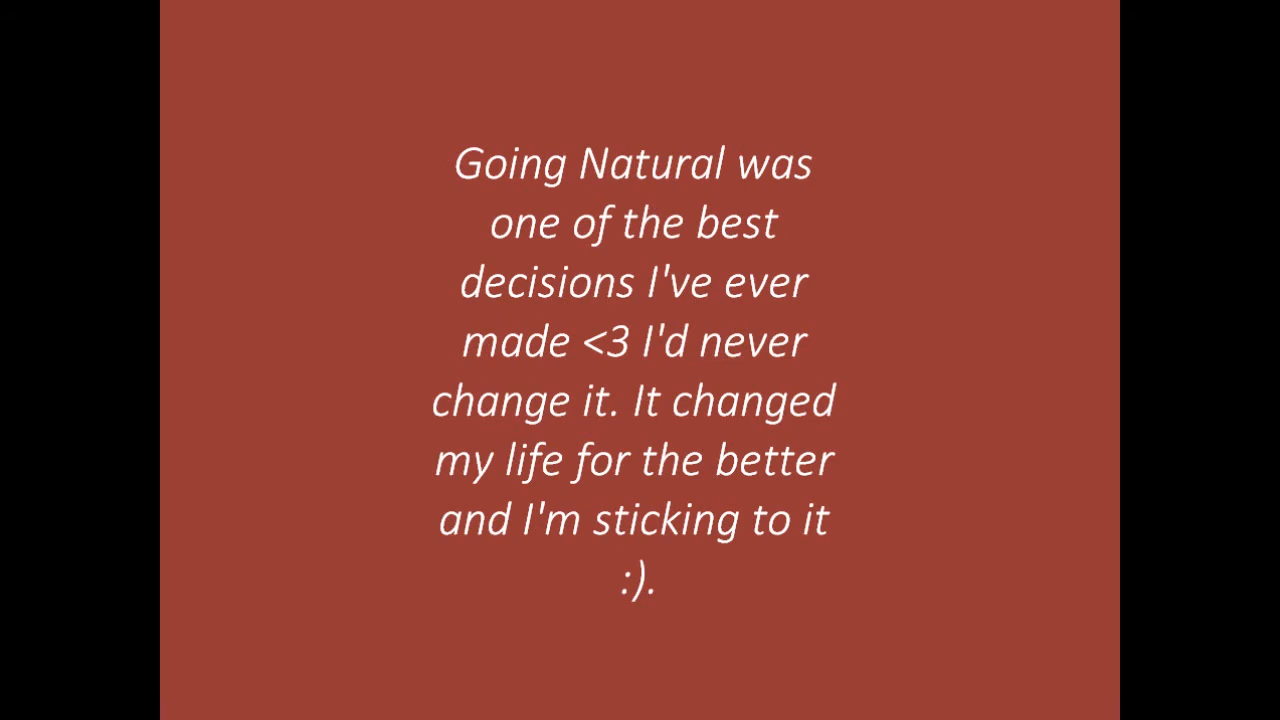 Going Natural was
one of the best
decisions I've ever
made <3 I'd never
change it. It changed
my life for the better
and I'm sticking to it
:).